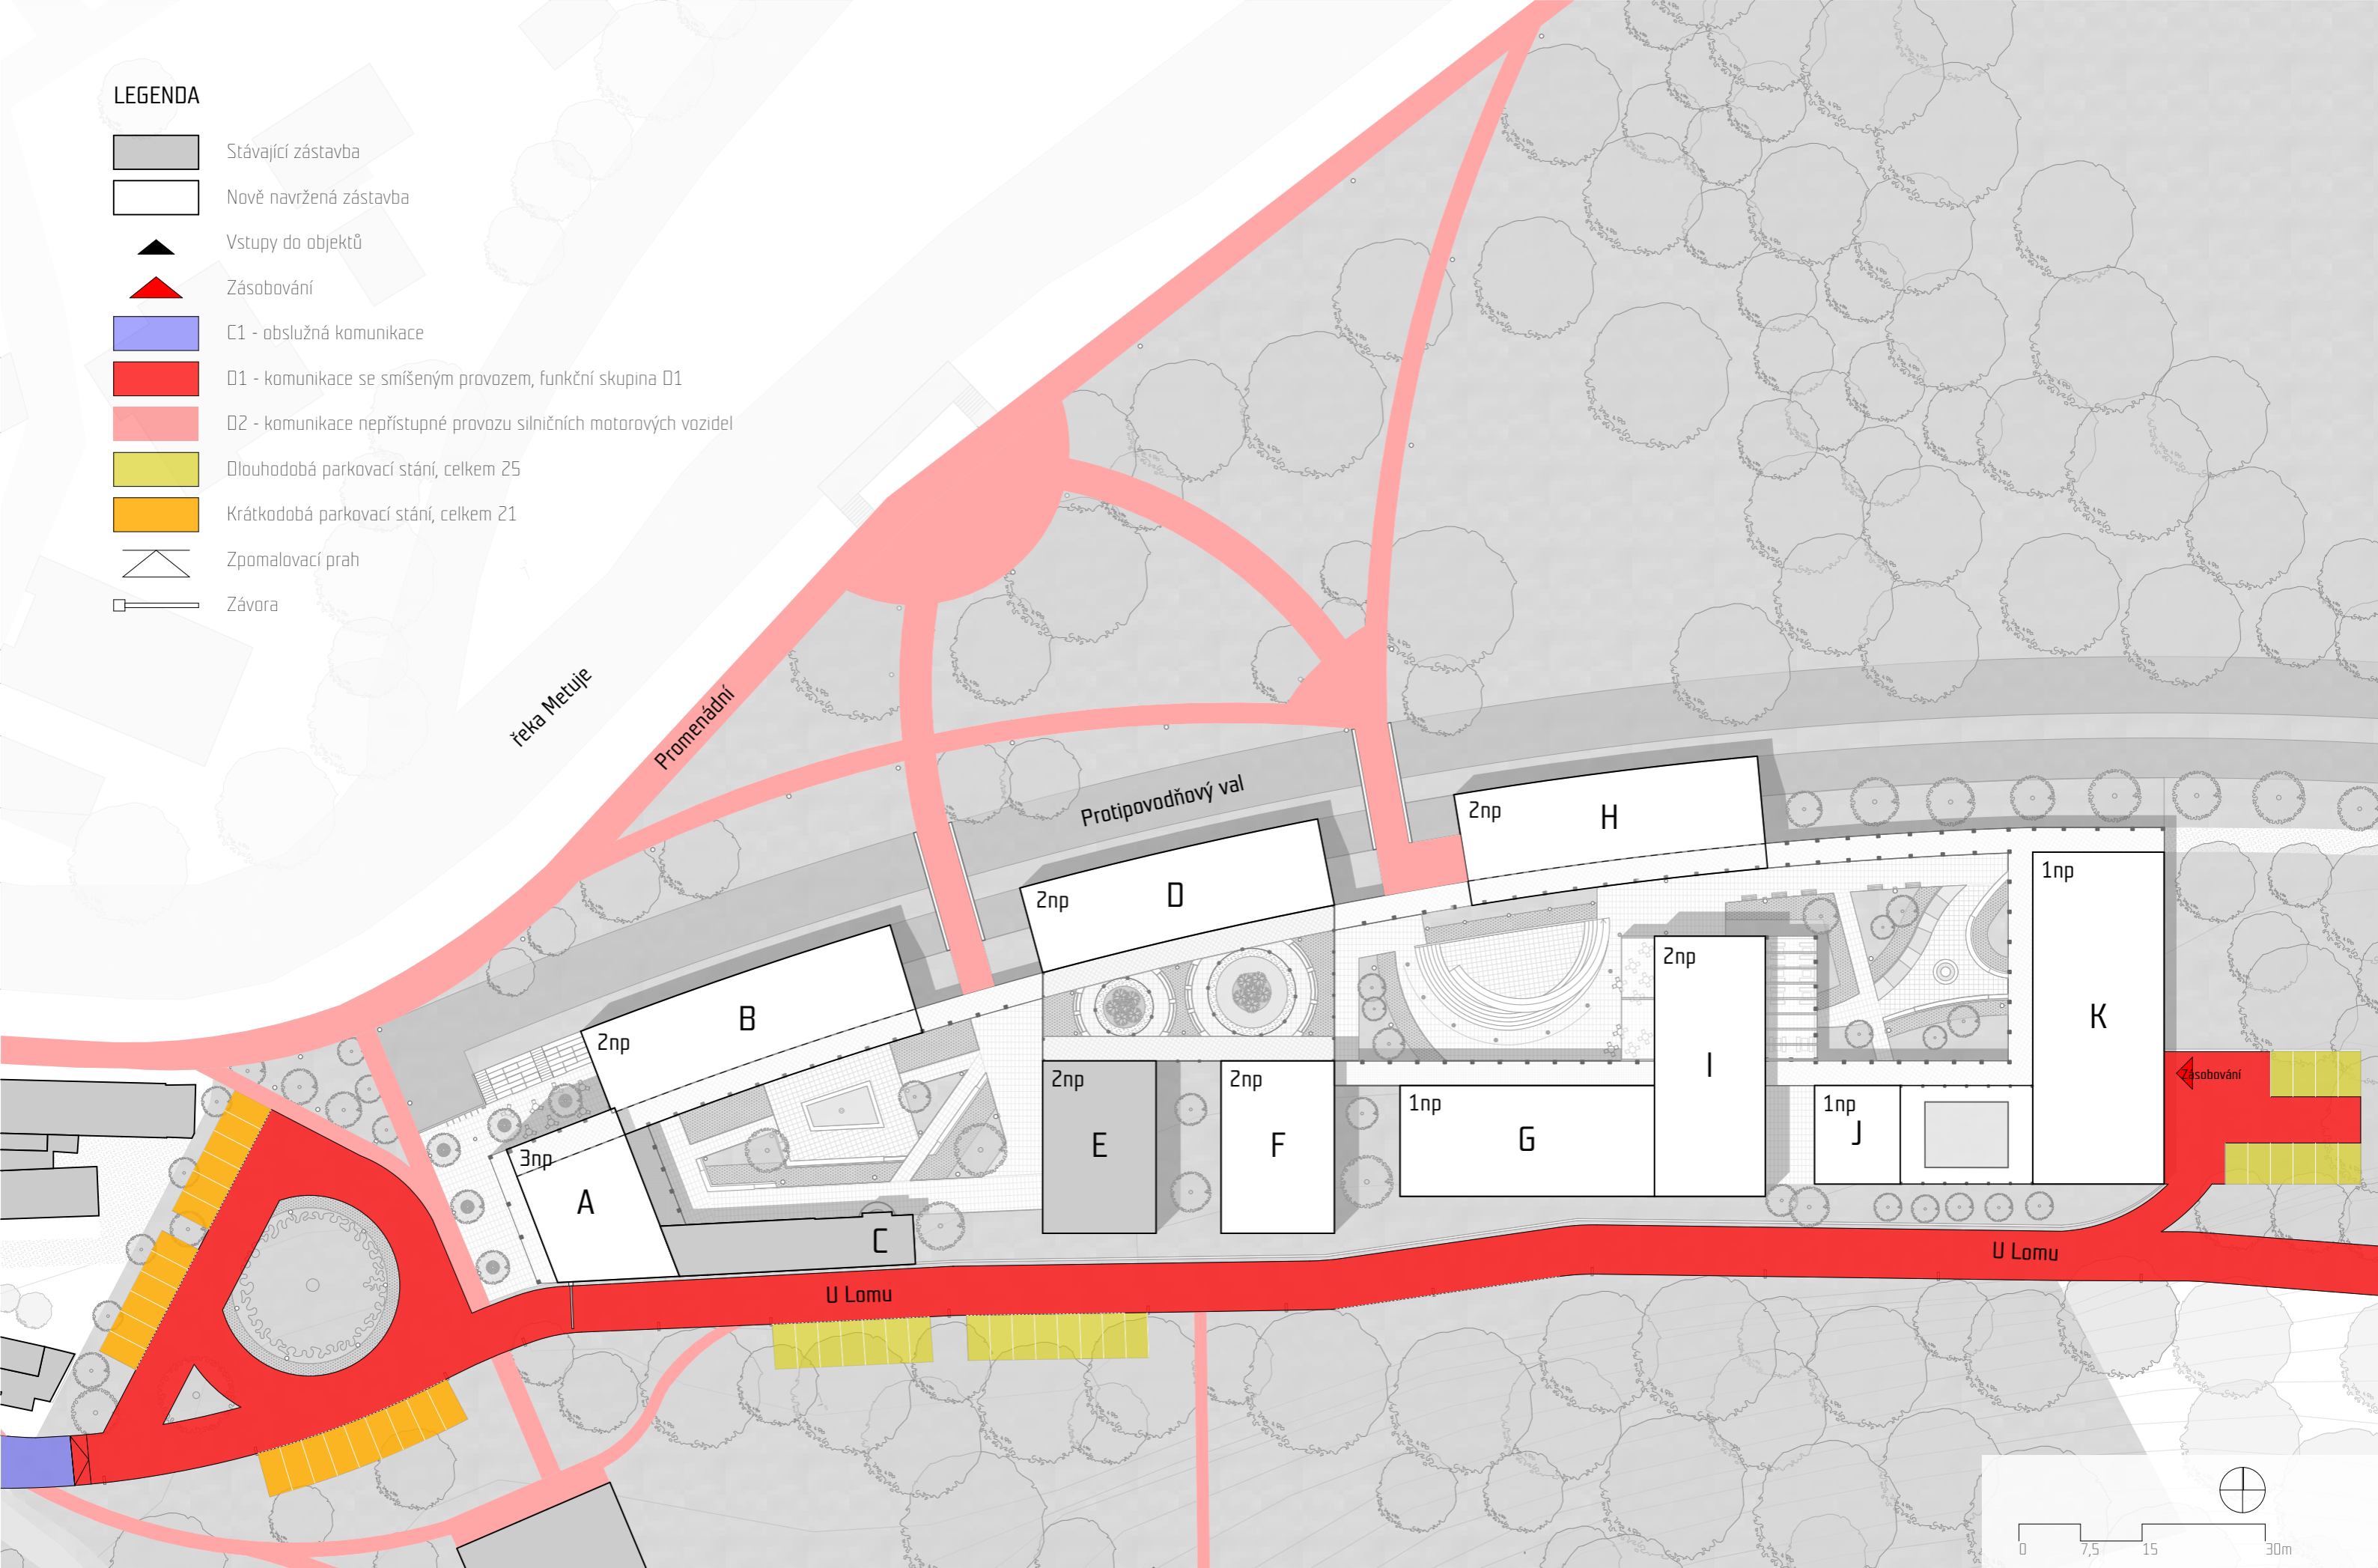 LEGENDA
Stávající zástavba
Nově navržená zástavba
Vstupy do objektů
Zásobování
C1 - obslužná komunikace
D1 - komunikace se smíšeným provozem, funkční skupina D1
D2 - komunikace nepřístupné provozu silničních motorových vozidel
Dlouhodobá parkovací stání, celkem 25
Krátkodobá parkovací stání, celkem 21
Zpomalovací prah
Závora
řeka Metuje
Promenádní
Protipovodňový val
2np
H
2np
D
1np
K
2np
B
2np
I
2np
E
2np
F
1np
G
1np
J
Zásobování
3np
A
C
U Lomu
U Lomu
0
7,5
15
30m